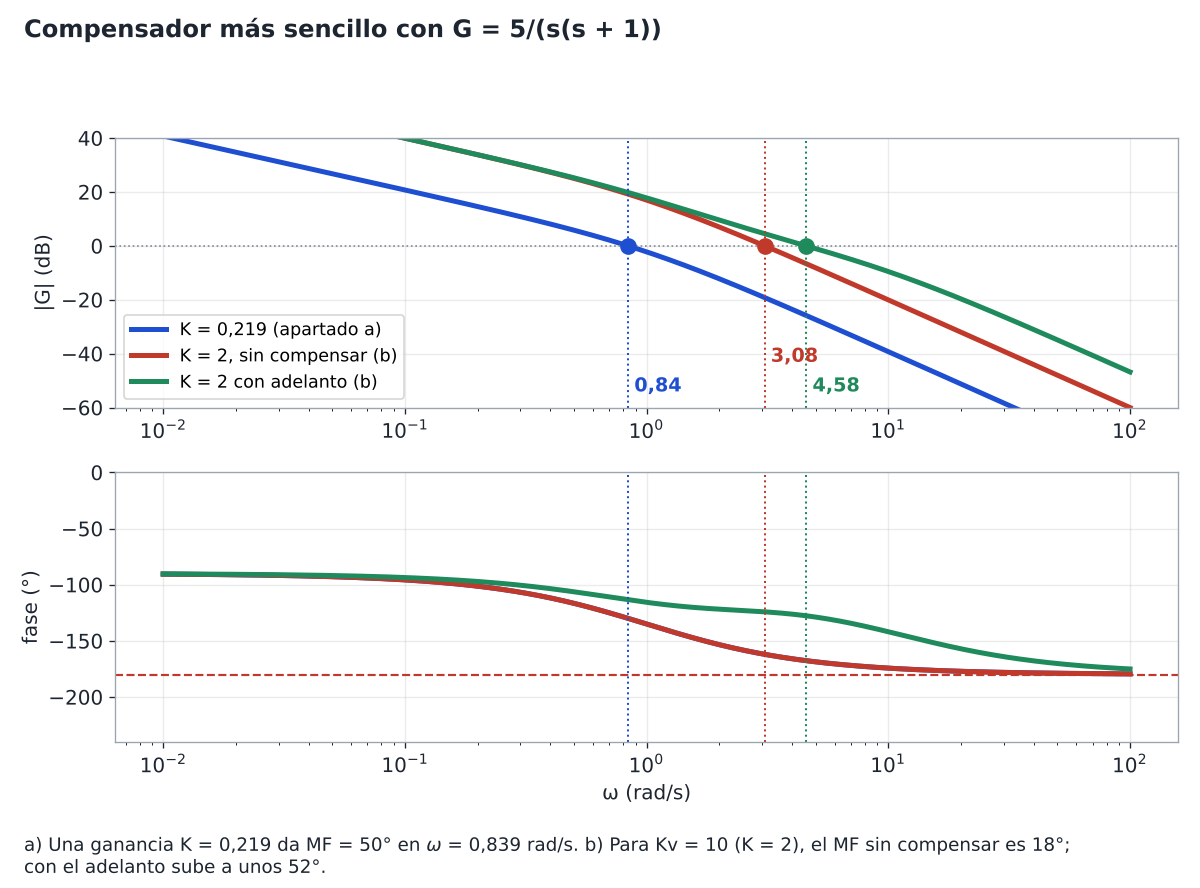 Compensador más sencillo con G = 5/(s(s + 1))
|G| (dB)
40
20
0
−20
−40
−60
K = 0,219 (apartado a)
K = 2, sin compensar (b)
K = 2 con adelanto (b)
3,08
0,84
4,58
10⁻² 10⁻¹ 10⁰ 10¹ 10²
fase (°)
0
−50
−100
−150
−200
10⁻² 10⁻¹ 10⁰ 10¹ 10²
ω (rad/s)
a) Una ganancia K = 0,219 da MF = 50° en ω = 0,839 rad/s. b) Para Kv = 10 (K = 2), el MF sin compensar es 18°;
con el adelanto sube a unos 52°.